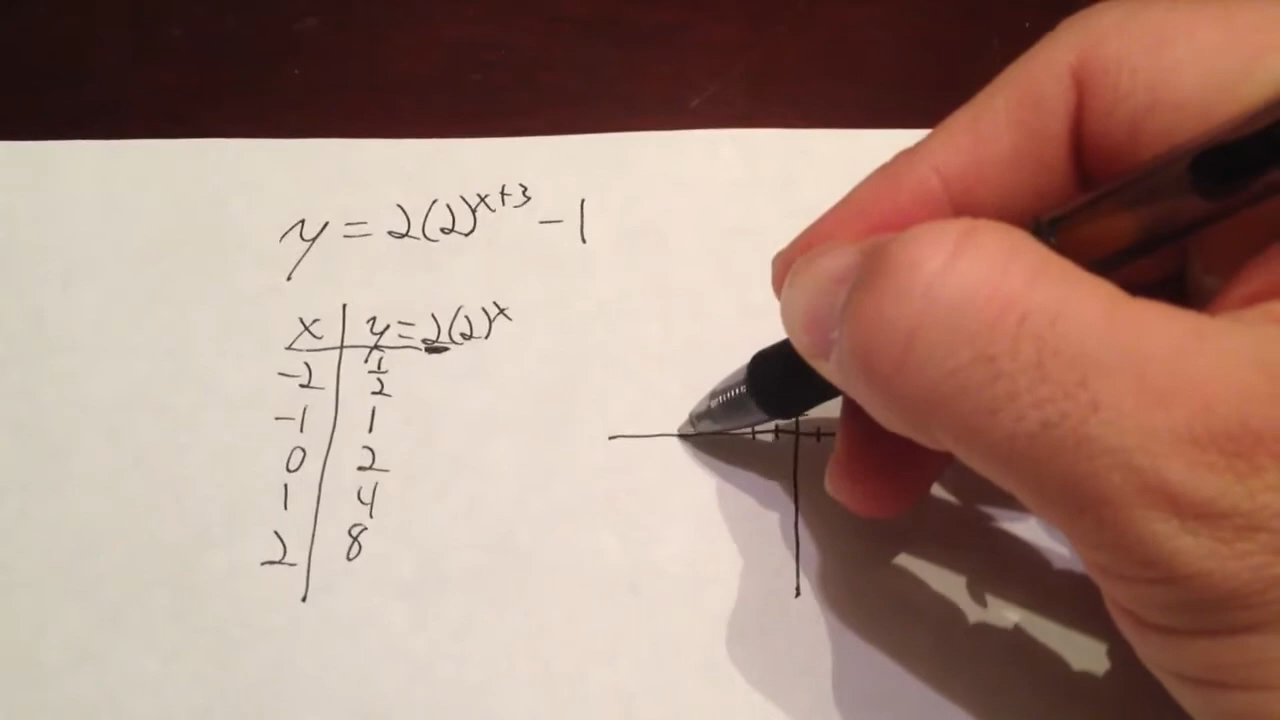 y = 2(2)^{x+3} - 1
x | y = 2(2)^x
-2 | 1/2
-1 | 1
0 | 2
1 | 4
2 | 8